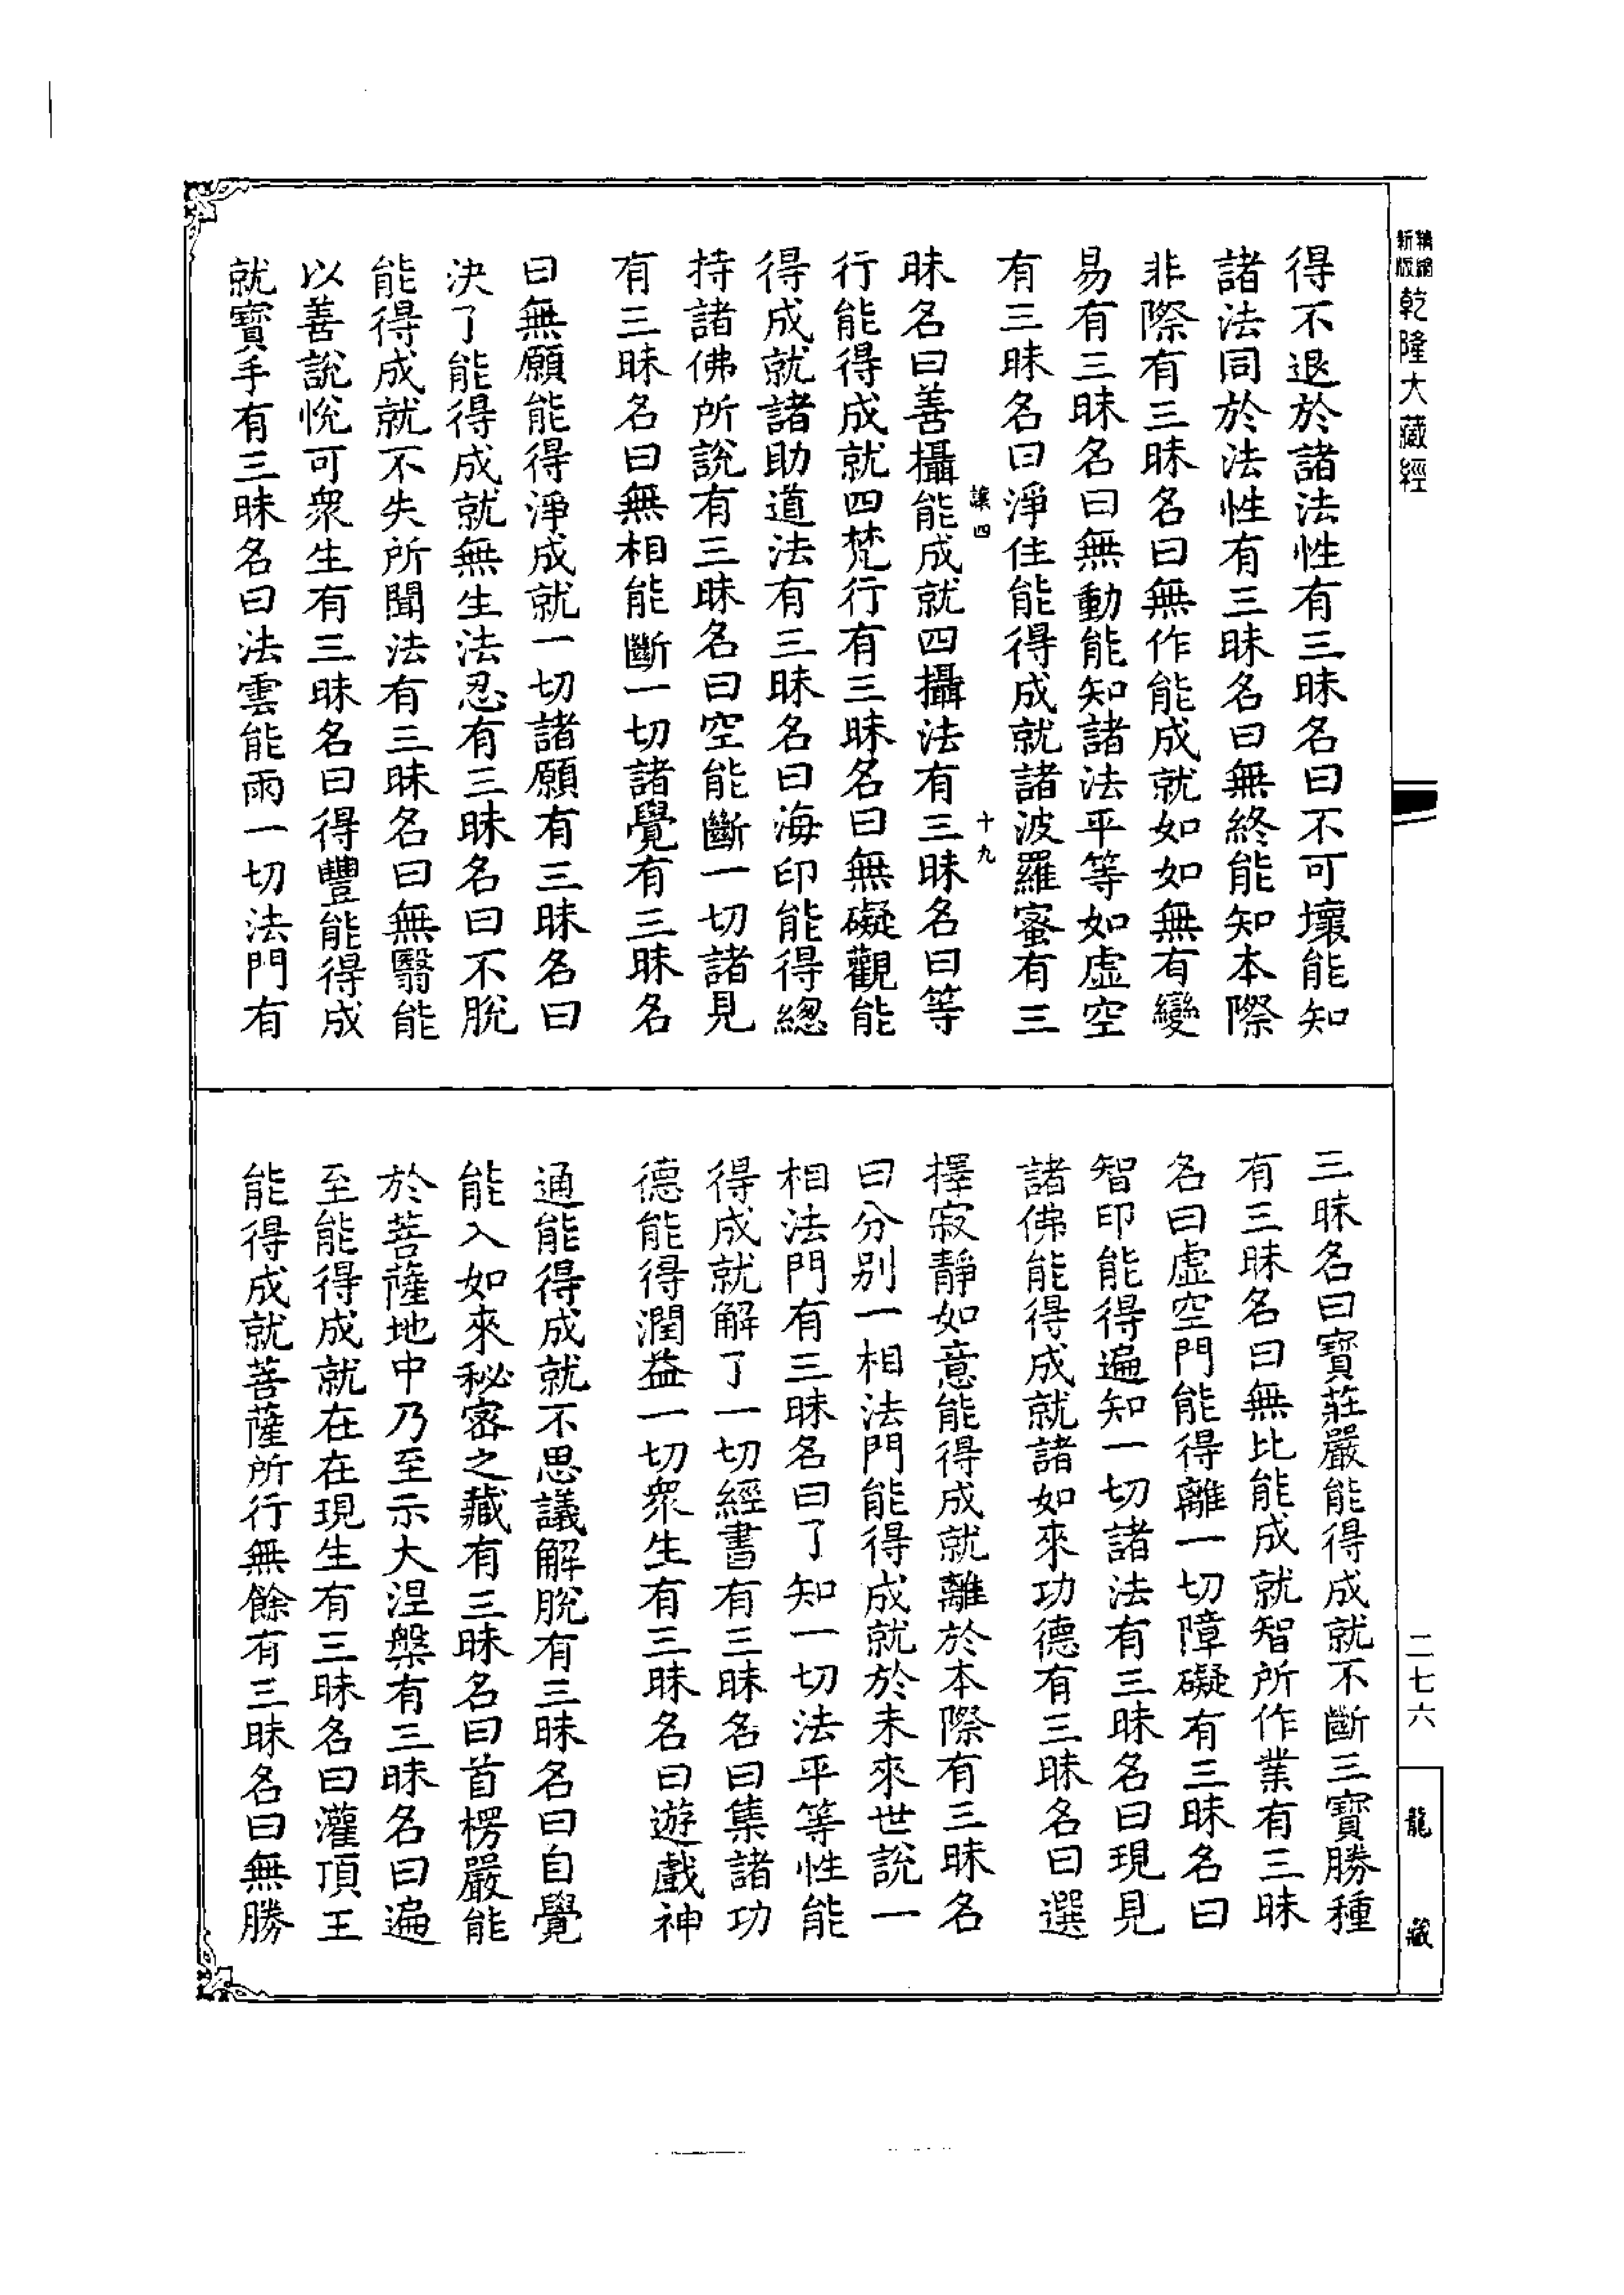 精縮新版乾隆大藏經
得不退於諸法性有三昧名曰不可壞能知
諸法同於法性有三昧名曰無終能知本際
非際有三昧名曰無作能成就如如無有變
易有三昧名曰無動能知諸法平等如虛空
有三昧名曰淨住能得成就諸波羅蜜有三
讓四 十九
昧名曰善攝能成就四攝法有三昧名曰等
行能得成就四梵行有三昧名曰無礙觀能
得成就諸助道法有三昧名曰海印能得總
持諸佛所說有三昧名曰空能斷一切諸見
有三昧名曰無相能斷一切諸覺有三昧名
曰無願能得淨成就一切諸願有三昧名曰
決了能得成就無生法忍有三昧名曰不脫
能得成就不失所聞法有三昧名曰無翳能
以善說悅可眾生有三昧名曰得豐能得成
就寶手有三昧名曰法雲能雨一切法門有
三昧名曰寶莊嚴能得成就不斷三寶勝種
有三昧名曰無比能成就智所作業有三昧
名曰虛空門能得離一切障礙有三昧名曰
智印能得遍知一切諸法有三昧名曰現見
諸佛能得成就諸如來功德有三昧名曰選
擇寂靜如意能得成就離於本際有三昧名
曰分別一相法門能得成就於未來世說一
相法門有三昧名曰了知一切法平等性能
得成就解了一切經書有三昧名曰集諸功
德能得潤益一切眾生有三昧名曰遊戲神
通能得成就不思議解脫有三昧名曰自覺
能入如來秘密之藏有三昧名曰首楞嚴能
於菩薩地中乃至示大涅槃有三昧名曰遍
至能得成就在在現生有三昧名曰灌頂王
能得成就菩薩所行無餘有三昧名曰無勝
二七六
龍藏